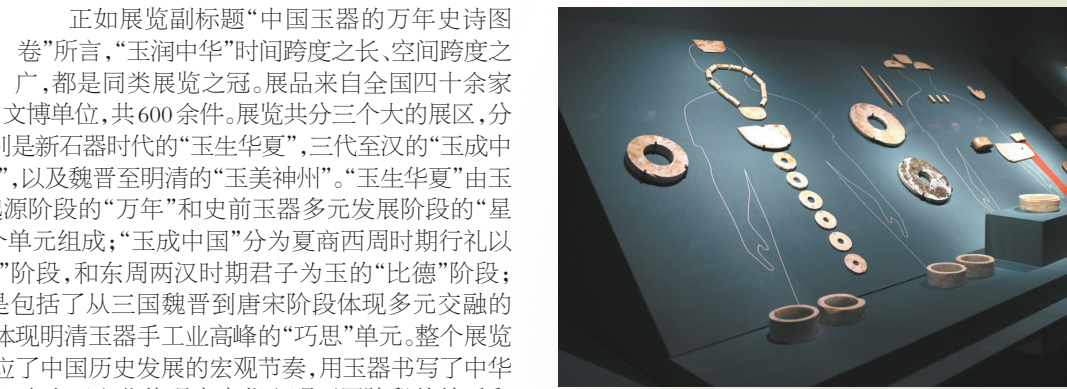 正如展览副标题“中国玉器的万年史诗图
卷”所言，“玉润中华”时间跨度之长、空间跨度之
广，都是同类展览之冠。展品来自全国四十余家
文博单位，共600余件。展览共分三个大的展区，分
别是新石器时代的“玉生华夏”，三代至汉的“玉成中
”，以及魏晋至明清的“玉美神州”。“玉生华夏”由玉
起源阶段的“万年”和史前玉器多元发展阶段的“星
个单元组成；“玉成中国”分为夏商西周时期行礼以
”阶段，和东周两汉时期君子为玉的“比德”阶段；
是包括了从三国魏晋到唐宋阶段体现多元交融的
体现明清玉器手工业高峰的“巧思”单元。整个展览
立了中国历史发展的宏观节奏，用玉器书写了中华